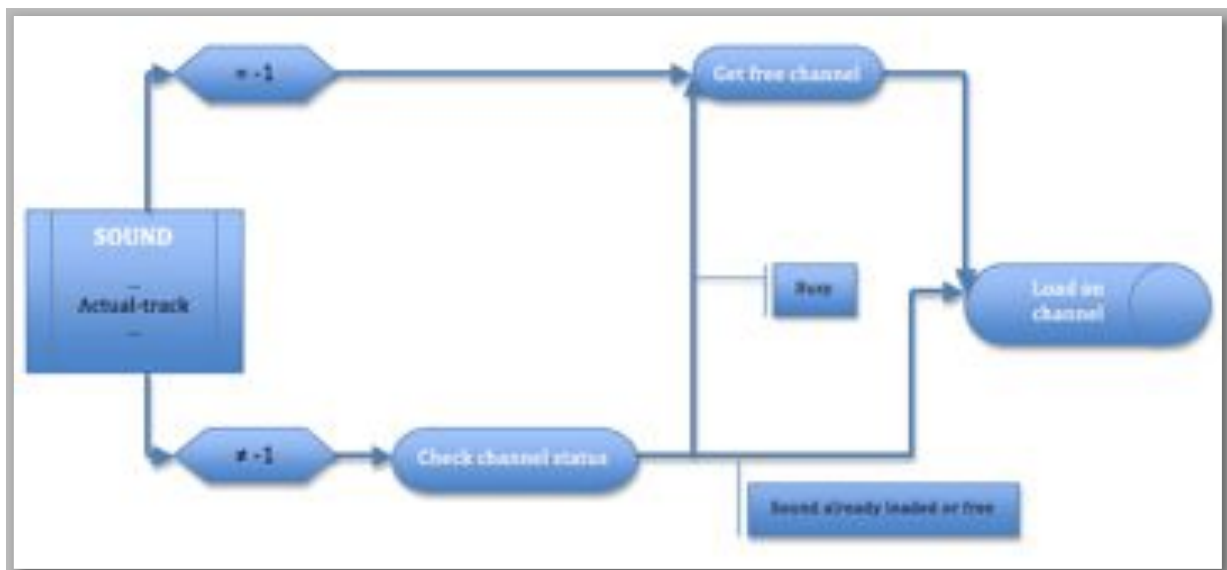 = -1
Get free channel
SOUND
...
Actual-track
...
Busy
Load on
channel
≠ -1
Check channel status
Sound already loaded or free